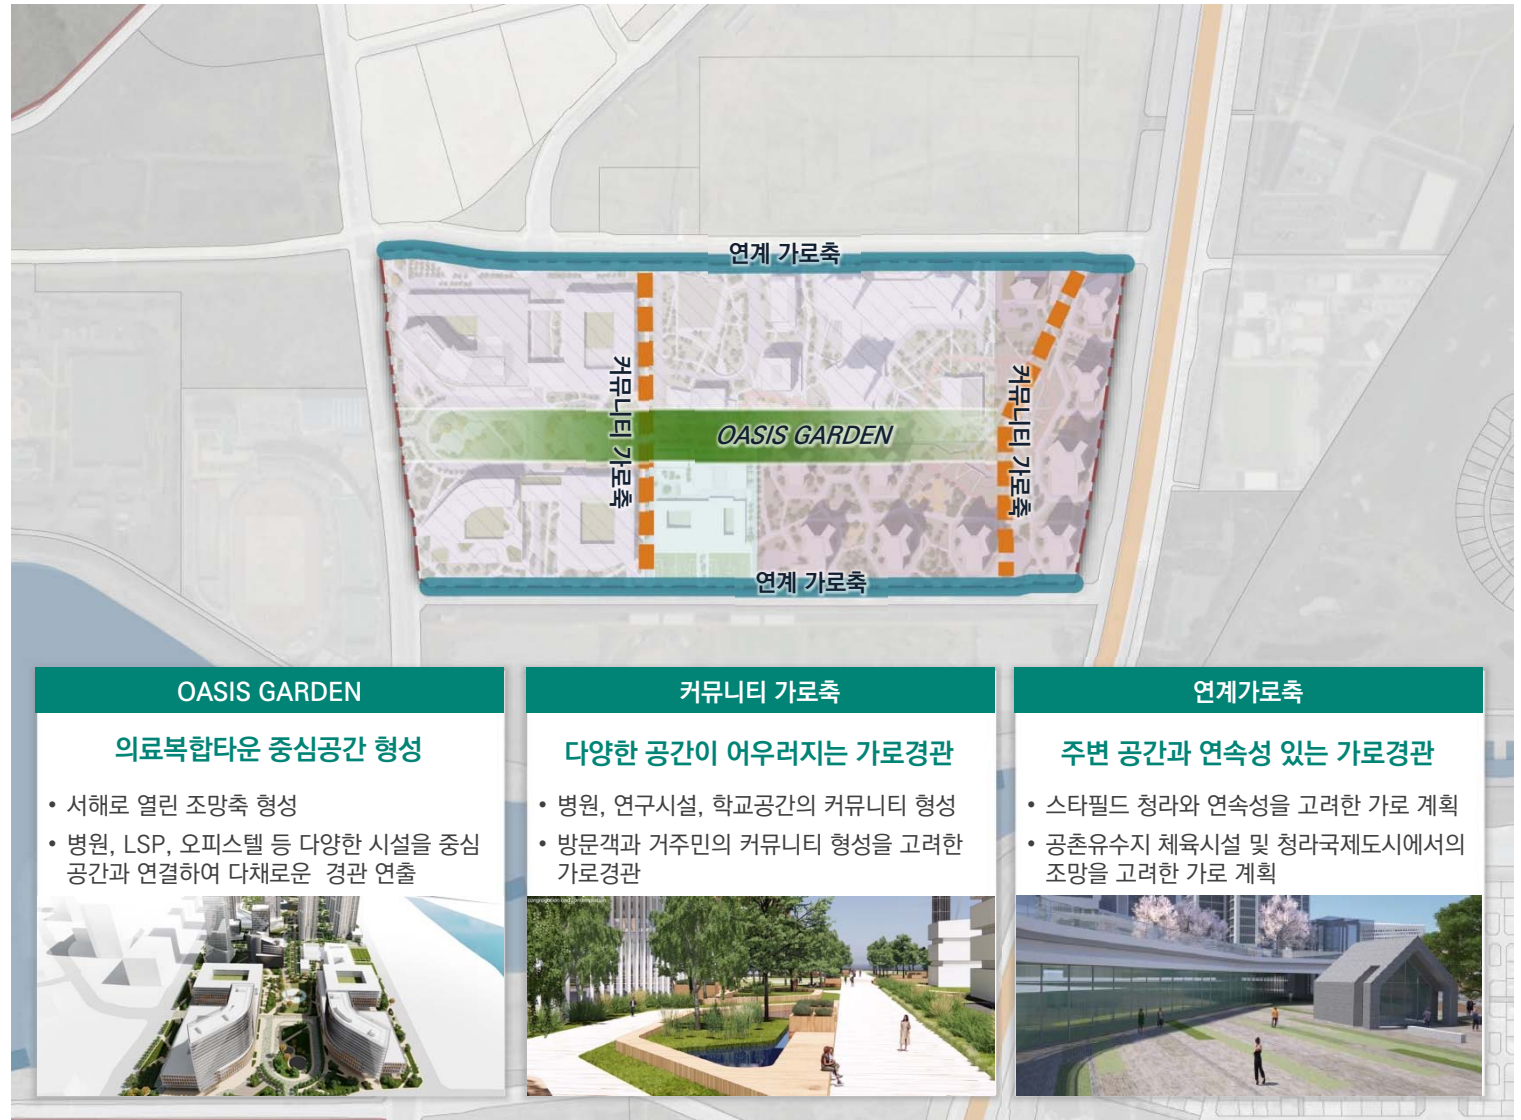 연계 가로축
커뮤니티 가로축
OASIS GARDEN
커뮤니티 가로축
연계 가로축
OASIS GARDEN
의료복합타운 중심공간 형성
• 서해로 열린 조망축 형성
• 병원, LSP, 오피스텔 등 다양한 시설을 중심
공간과 연결하여 다채로운 경관 연출
커뮤니티 가로축
다양한 공간이 어우러지는 가로경관
• 병원, 연구시설, 학교공간의 커뮤니티 형성
• 방문객과 거주민의 커뮤니티 형성을 고려한
가로경관
연계가로축
주변 공간과 연속성 있는 가로경관
• 스타필드 청라와 연속성을 고려한 가로 계획
• 공촌유수지 체육시설 및 청라국제도시에서의
조망을 고려한 가로 계획